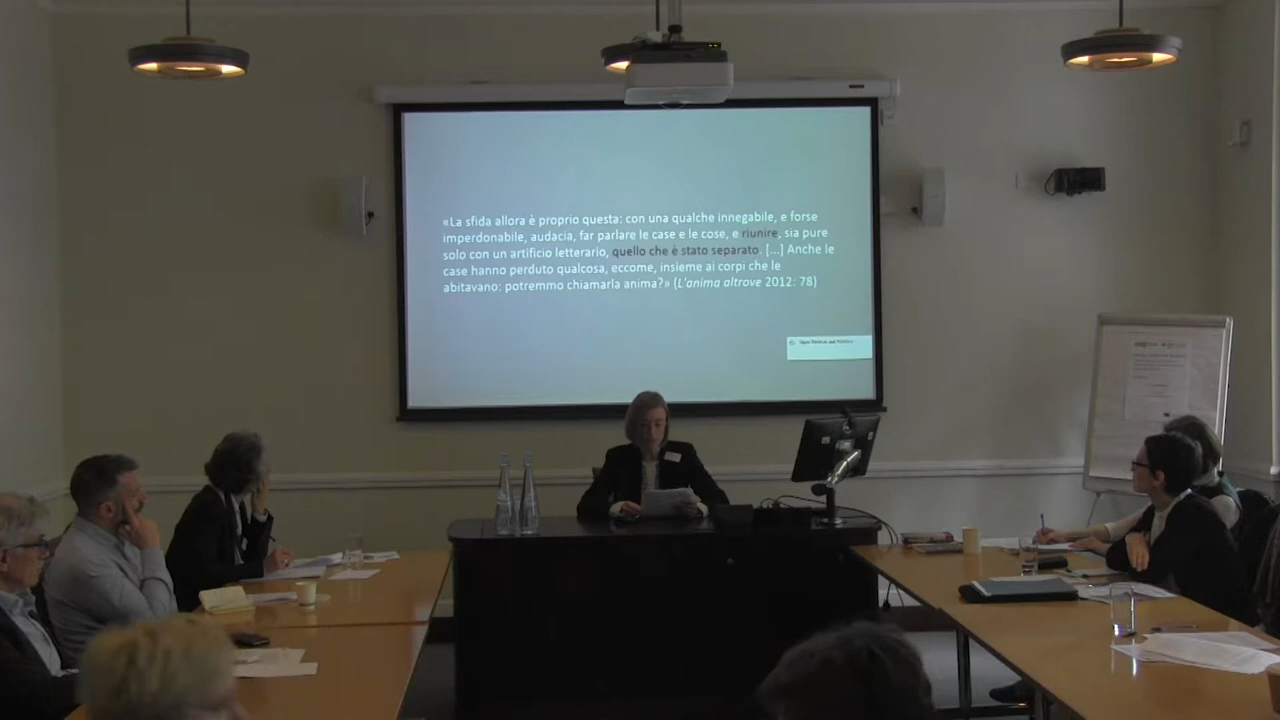 «La sfida allora è proprio questa: con una qualche innegabile, e forse
imperdonabile, audacia, far parlare le case e le cose, e riunire, sia pure
solo con un artificio letterario, quello che è stato separato. [...] Anche le
case hanno perduto qualcosa, eccome, insieme ai corpi che le
abitavano: potremmo chiamarla anima?» (L'anima altrove 2012: 78)